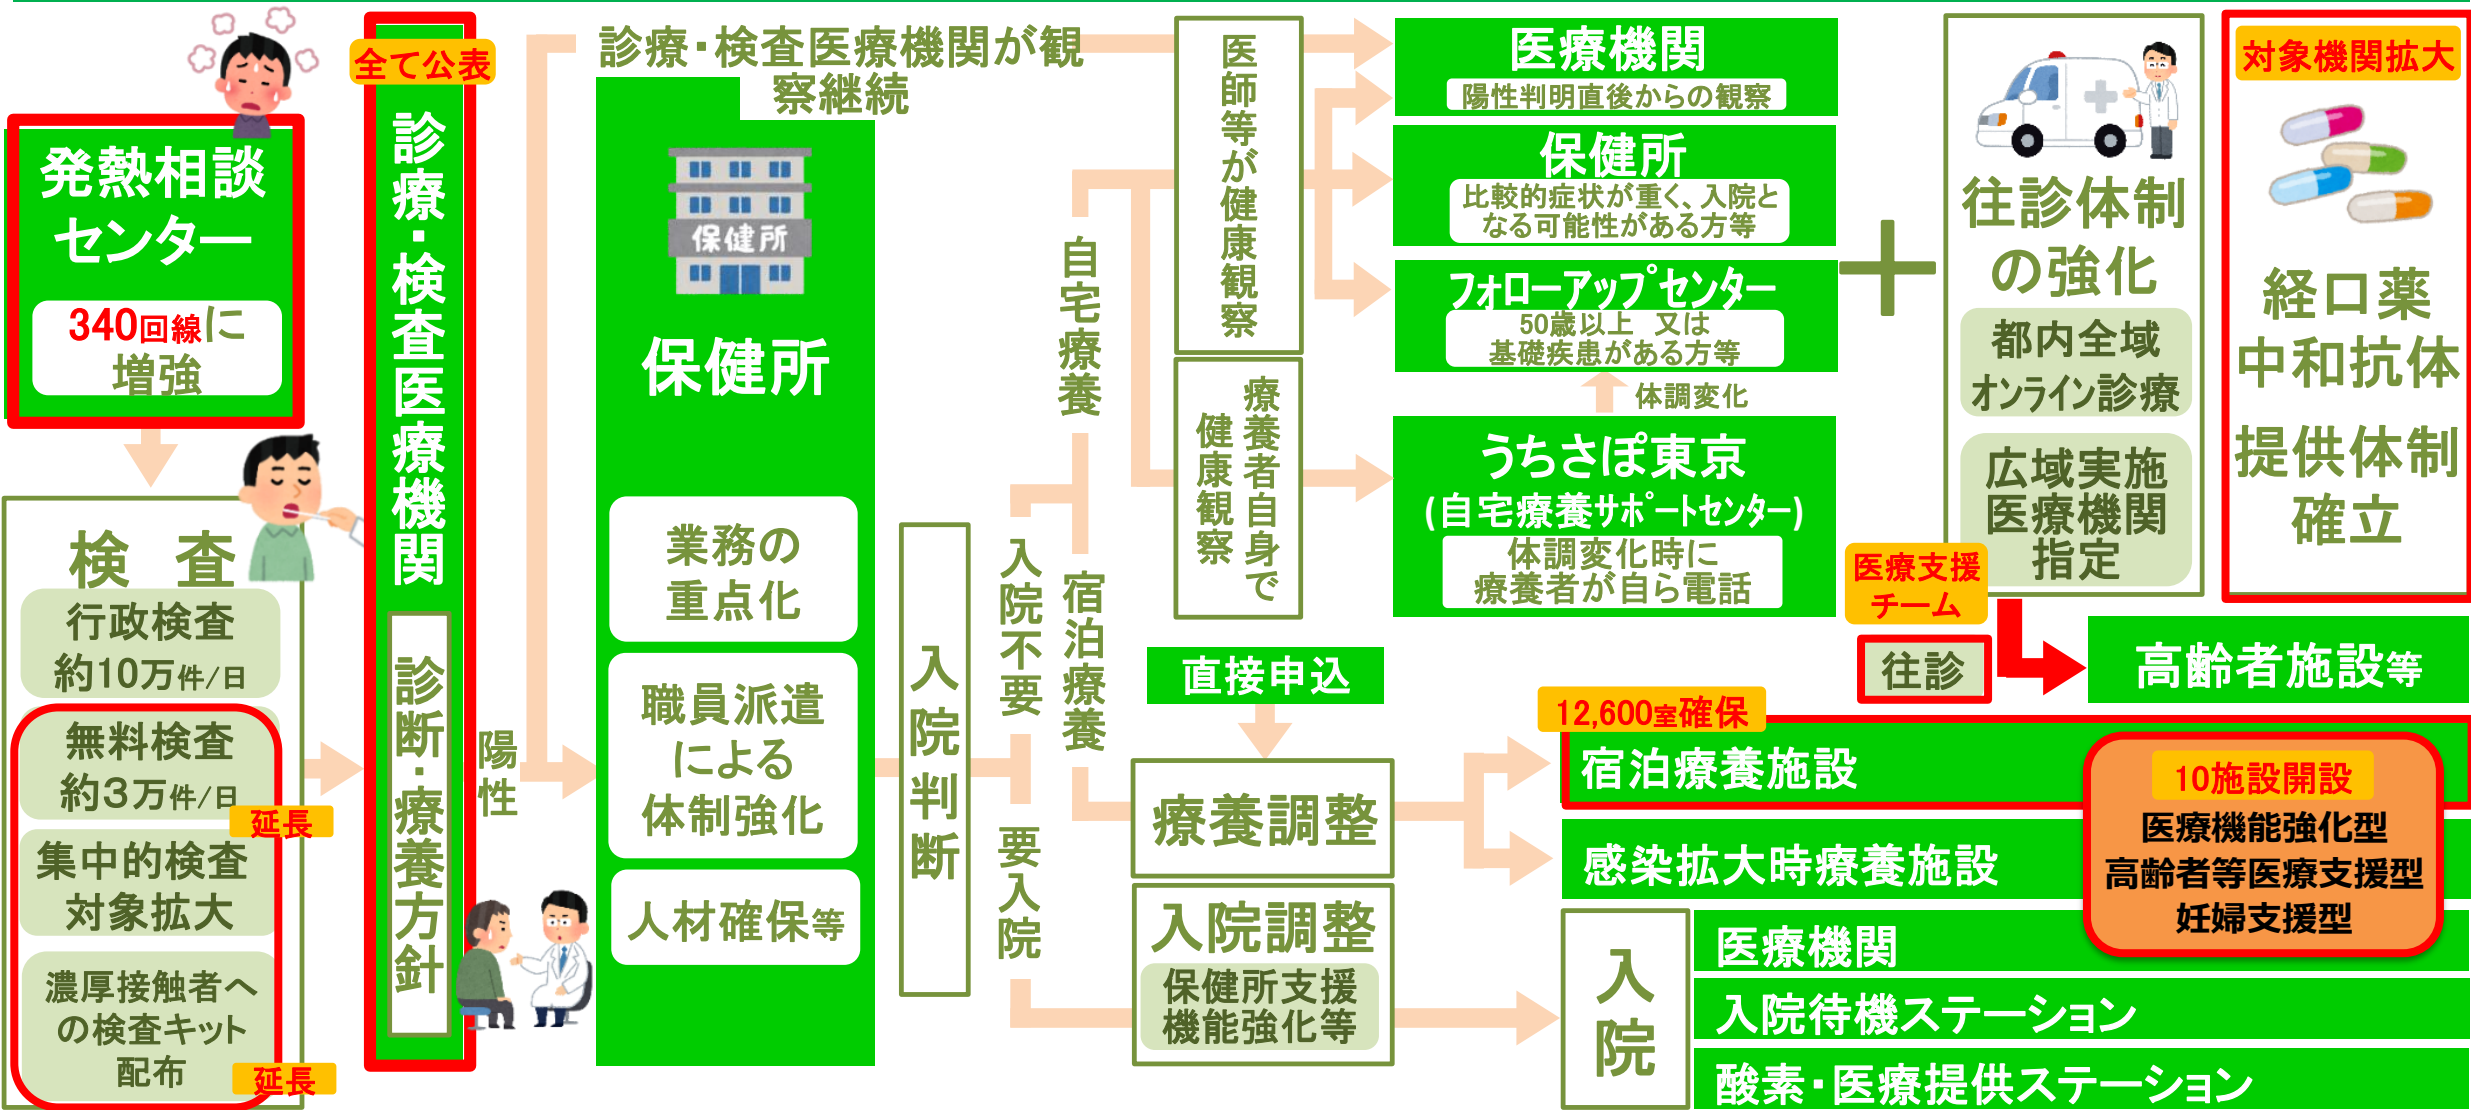 発熱相談
センター
340回線に
増強
検 査
行政検査
約10万件/日
無料検査
約3万件/日
延長
集中的検査
対象拡大
濃厚接触者へ
の検査キット
配布
延長
全て公表
診療・検査医療機関
診断・療養方針
陽性
診療・検査医療機関が観
察継続
保健所
保健所
業務の
重点化
職員派遣
による
体制強化
人材確保等
入院判断
入院不要
要入院
自宅療養
宿泊療養
医師等が健康観察
療養者自身で
健康観察
医療機関
陽性判明直後からの観察
保健所
比較的症状が重く、入院と
なる可能性がある方等
フォローアップセンター
50歳以上 又は
基礎疾患がある方等
体調変化
うちさぽ東京
(自宅療養サポートセンター)
体調変化時に
療養者が自ら電話
往診体制
の強化
都内全域
オンライン診療
広域実施
医療機関
指定
医療支援
チーム
往診
高齢者施設等
対象機関拡大
経口薬
中和抗体
提供体制
確立
直接申込
療養調整
12,600室確保
宿泊療養施設
感染拡大時療養施設
10施設開設
医療機能強化型
高齢者等医療支援型
妊婦支援型
入院調整
保健所支援
機能強化等
入院
医療機関
入院待機ステーション
酸素・医療提供ステーション